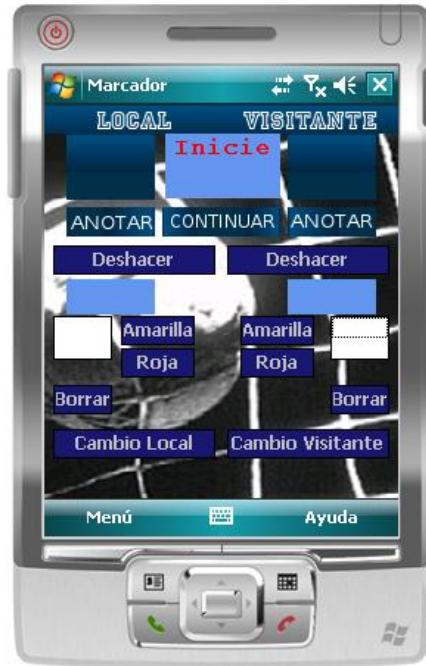 Marcador
LOCAL VISITANTE
Inicie
ANOTAR CONTINUAR ANOTAR
Deshacer Deshacer
Amarilla Amarilla
Roja Roja
Borrar Borrar
Cambio Local Cambio Visitante
Menú Ayuda